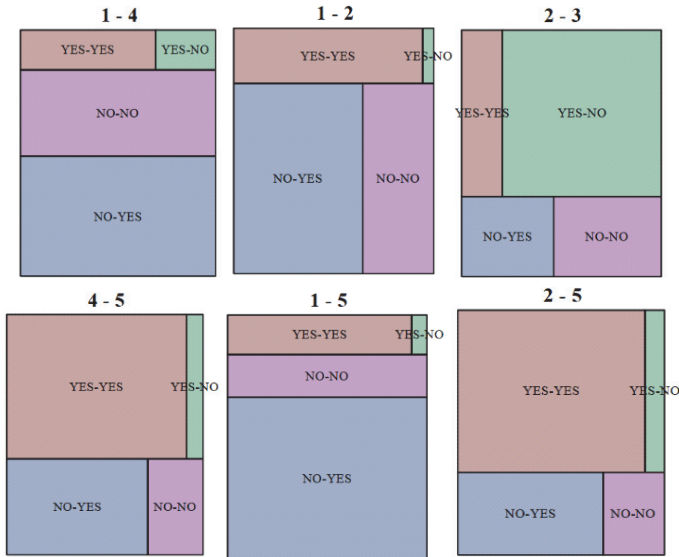 1 - 4
1 - 2
2 - 3
YES-YES
YES-NO
NO-NO
NO-YES
YES-YES
YES-NO
NO-YES
NO-NO
YES-YES
YES-NO
NO-YES
NO-NO
4 - 5
1 - 5
2 - 5
YES-YES
YES-NO
NO-YES
NO-NO
YES-YES
YES-NO
NO-NO
NO-YES
YES-YES
YES-NO
NO-YES
NO-NO